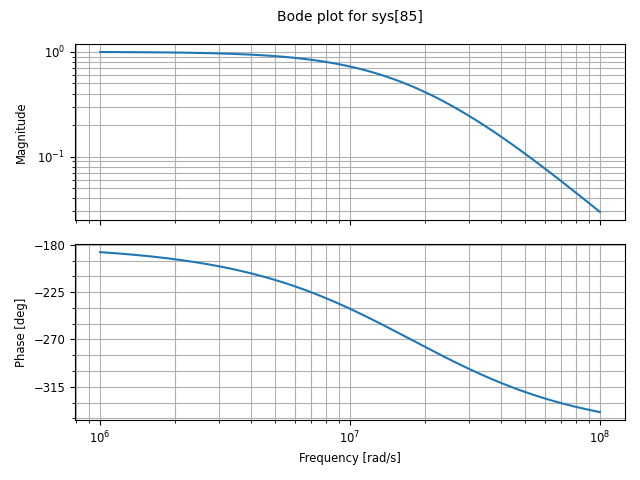 Bode plot for sys[85]
10⁰
10⁻¹
Magnitude
−180
−225
−270
−315
Phase [deg]
10⁶ 10⁷ 10⁸
Frequency [rad/s]